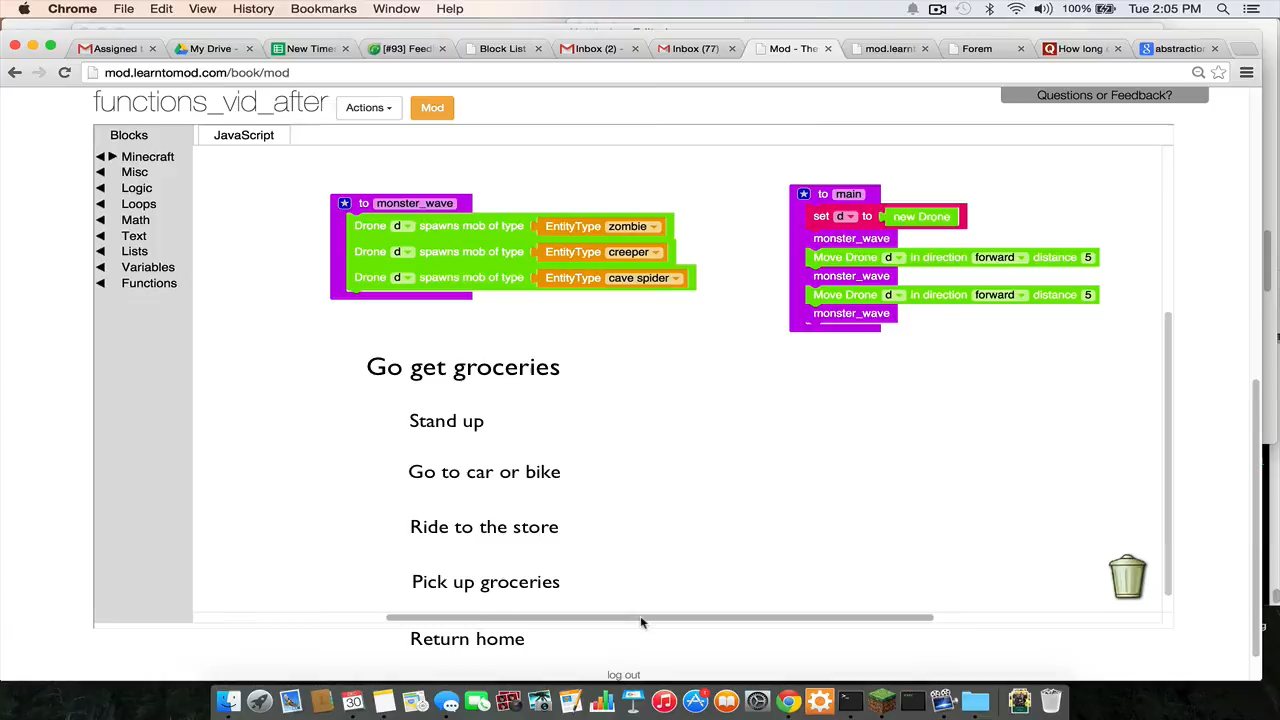 Chrome File Edit View History Bookmarks Window Help 100% Tue 2:05 PM
Assigned My Drive - New Time [#93] Feed Block List Inbox (2) - Inbox (77) Mod - The mod.learn Forem How long abstraction
mod.learntomod.com/book/mod
functions_vid_after Actions Mod Questions or Feedback?
Blocks JavaScript
Minecraft
Misc
Logic
Loops
Math
Text
Lists
Variables
Functions
to monster_wave
Drone d spawns mob of type EntityType zombie
Drone d spawns mob of type EntityType creeper
Drone d spawns mob of type EntityType cave spider
to main
set d to new Drone
monster_wave
Move Drone d in direction forward distance 5
monster_wave
Move Drone d in direction forward distance 5
monster_wave
Go get groceries
Stand up
Go to car or bike
Ride to the store
Pick up groceries
Return home
log out
30